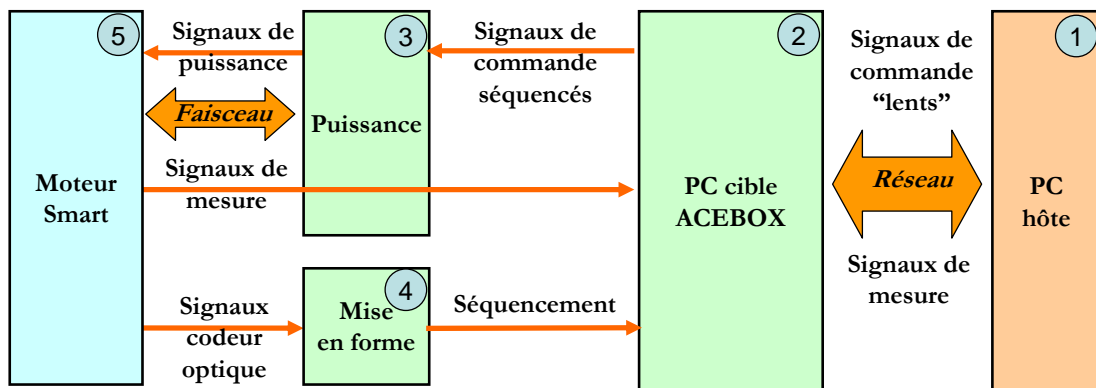 5
Moteur
Smart
Signaux de
puissance
Faisceau
Signaux de
mesure
Signaux
codeur
optique
3
Puissance
4
Mise
en forme
Signaux de
commande
séquencés
Séquencement
2
PC cible
ACEBOX
Signaux de
commande
“lents”
Réseau
Signaux de
mesure
1
PC
hôte